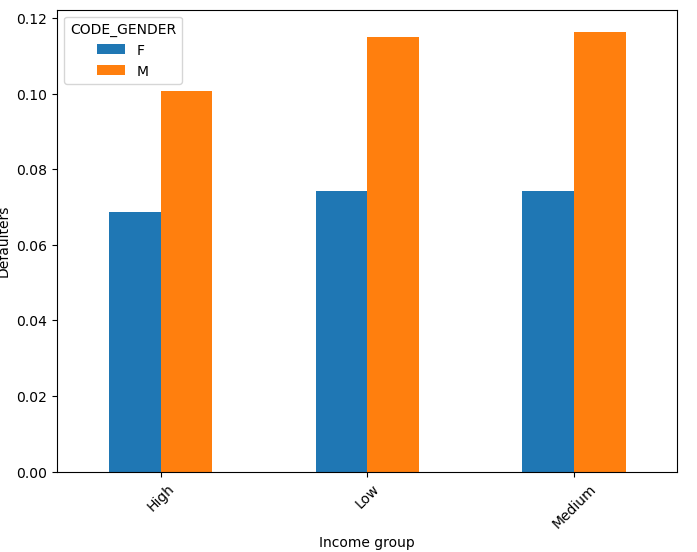 0.12
0.10
0.08
0.06
0.04
0.02
0.00
Defaulters
CODE_GENDER
F
M
High
Low
Medium
Income group